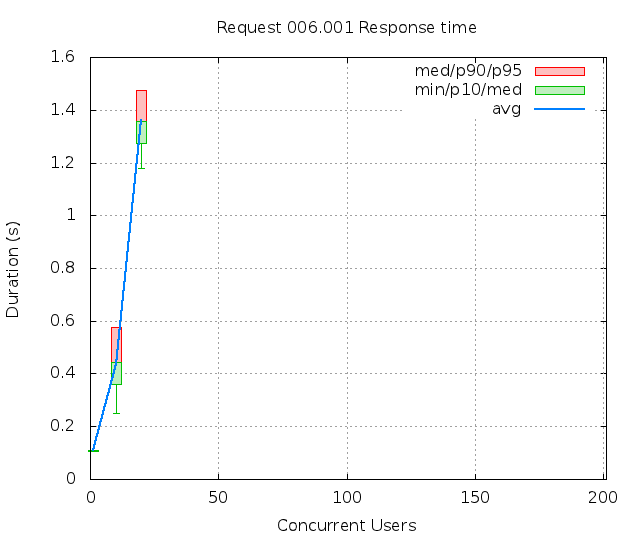 Request 006.001 Response time
1.6
1.4
1.2
1
0.8
0.6
0.4
0.2
0
med/p90/p95
min/p10/med
avg
Duration (s)
0 50 100 150 200
Concurrent Users